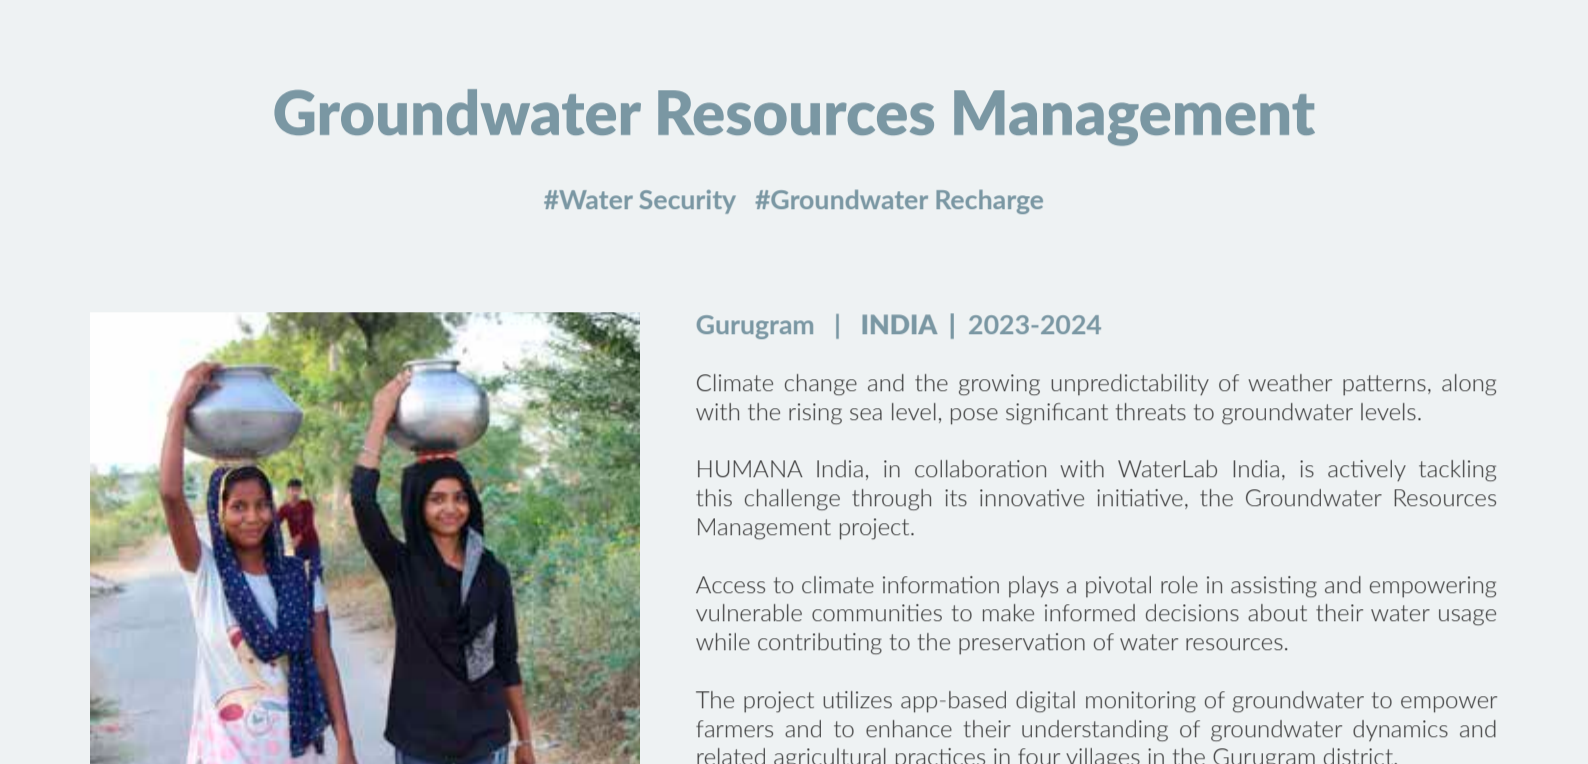 Groundwater Resources Management
#Water Security #Groundwater Recharge
Gurugram | INDIA | 2023-2024
Climate change and the growing unpredictability of weather patterns, along
with the rising sea level, pose significant threats to groundwater levels.
HUMANA India, in collaboration with WaterLab India, is actively tackling
this challenge through its innovative initiative, the Groundwater Resources
Management project.
Access to climate information plays a pivotal role in assisting and empowering
vulnerable communities to make informed decisions about their water usage
while contributing to the preservation of water resources.
The project utilizes app-based digital monitoring of groundwater to empower
farmers and to enhance their understanding of groundwater dynamics and
related agricultural practices in four villages in the Gurugram district.